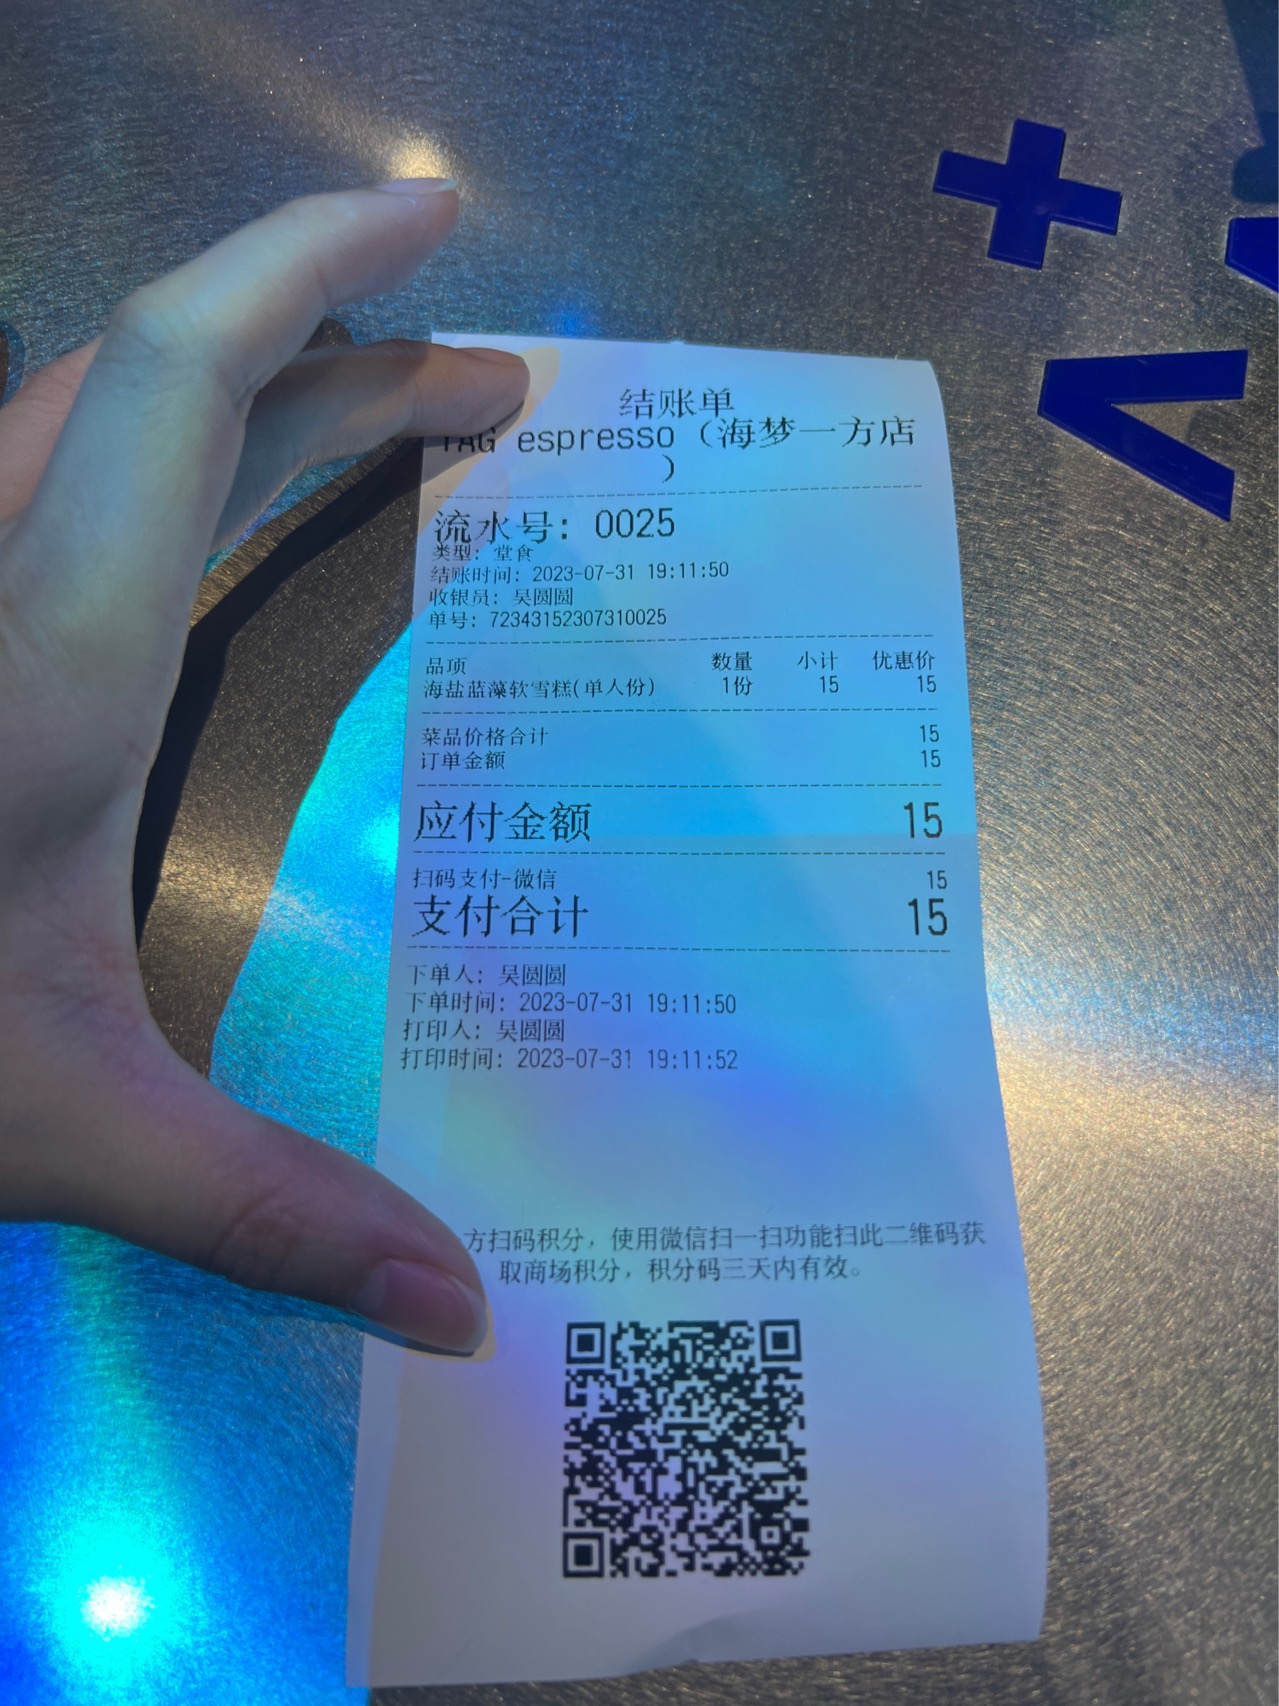 结账单
TAG espresso（海梦一方店
）
流水号: 0025
类型: 堂食
结账时间: 2023-07-31 19:11:50
收银员: 吴圆圆
单号: 72343152307310025
品项 数量 小计 优惠价
海盐蓝藻软雪糕(单人份) 1份 15 15
菜品价格合计 15
订单金额 15
应付金额 15
扫码支付-微信 15
支付合计 15
下单人: 吴圆圆
下单时间: 2023-07-31 19:11:50
打印人: 吴圆圆
打印时间: 2023-07-31 19:11:52
方扫码积分，使用微信扫一扫功能扫此二维码获
取商场积分，积分码三天内有效。